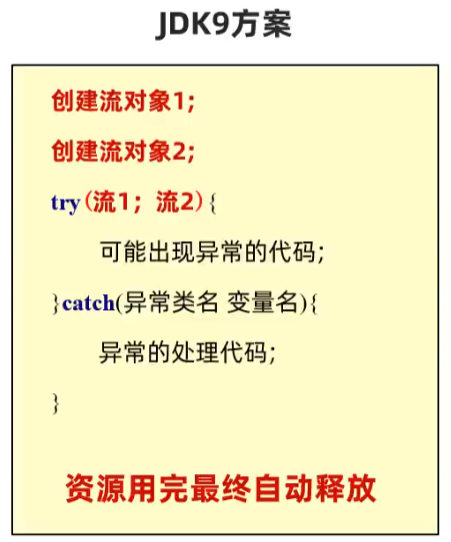 JDK9方案
创建流对象1;
创建流对象2;
try(流1；流2){
可能出现异常的代码;
}catch(异常类名 变量名){
异常的处理代码;
}
资源用完最终自动释放